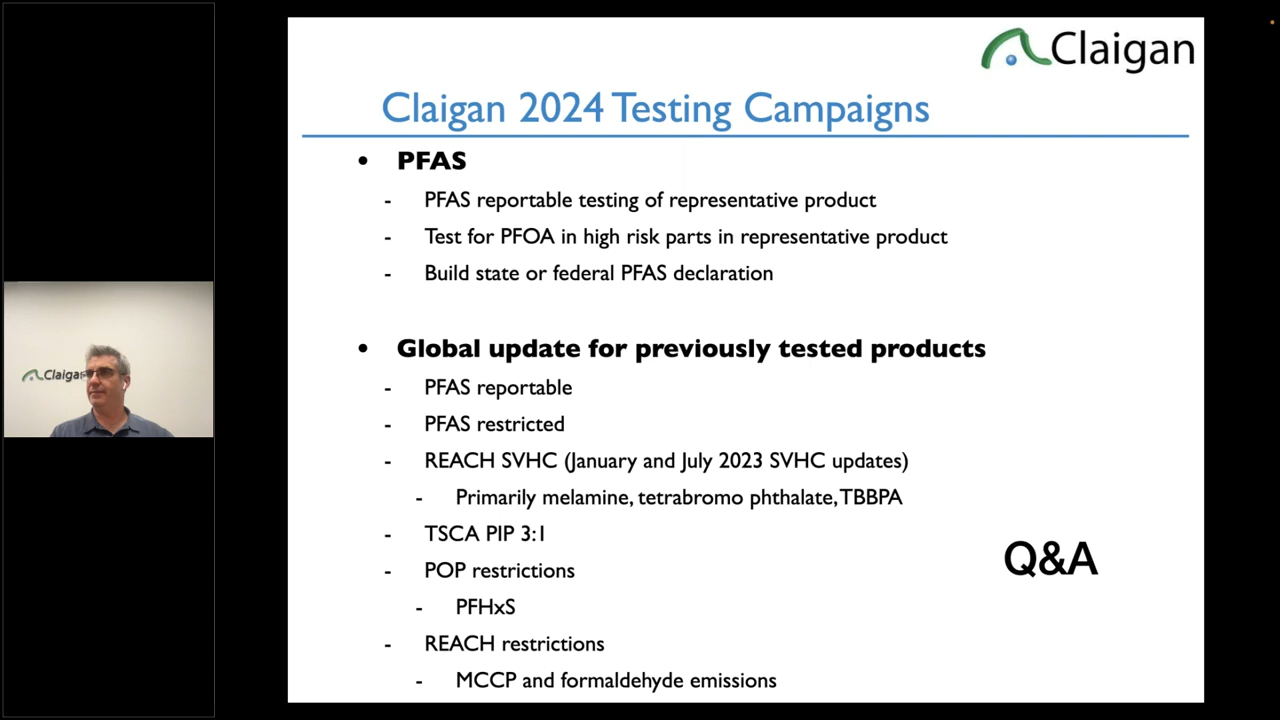 Claigan
Claigan 2024 Testing Campaigns
• PFAS
- PFAS reportable testing of representative product
- Test for PFOA in high risk parts in representative product
- Build state or federal PFAS declaration
• Global update for previously tested products
- PFAS reportable
- PFAS restricted
- REACH SVHC (January and July 2023 SVHC updates)
- Primarily melamine, tetrabromo phthalate, TBBPA
- TSCA PIP 3:1
- POP restrictions
- PFHxS
- REACH restrictions
- MCCP and formaldehyde emissions
Q&A
Claigan